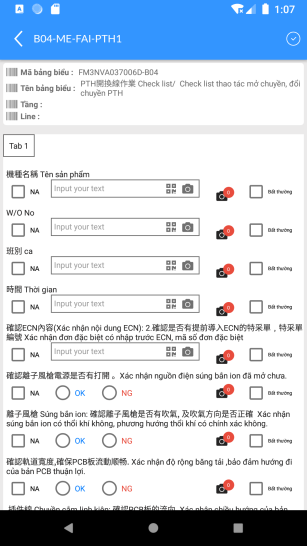 1:07
B04-ME-FAI-PTH1
Mã bảng biểu : FM3NVA037006D-B04
Tên bảng biểu : PTH開換線作業 Check list/ Check list thao tác mở chuyền, đổi
chuyền PTH
Tầng :
Line :
Tab 1
機種名稱 Tên sản phẩm
NA Input your text 0 Bất thường
W/O No
NA Input your text 0 Bất thường
班別 ca
NA Input your text 0 Bất thường
時間 Thời gian
NA Input your text 0 Bất thường
確認ECN內容(Xác nhận nội dung ECN): 2.確認是否有提前導入ECN的特采單，特采單
編號 Xác nhận đơn đặc biệt có nhập trước ECN, mã số đơn đặc biệt
NA Input your text 0 Bất thường
確認離子風槍電源是否有打開 。Xác nhận nguồn điện súng bắn ion đã mở chưa.
NA OK NG 0 Bất thường
離子風槍 Súng bắn ion: 確認離子風槍是否有吹氣, 及吹氣方向是否正確 Xác nhận
súng bắn ion có thổi khí không, phương hướng thổi khí có chính xác không.
NA OK NG 0 Bất thường
確認軌道寬度,確保PCB板流動順暢. Xác nhận độ rộng băng tải ,bảo đảm hướng đi
của bản PCB thuận lợi.
NA OK NG 0 Bất thường